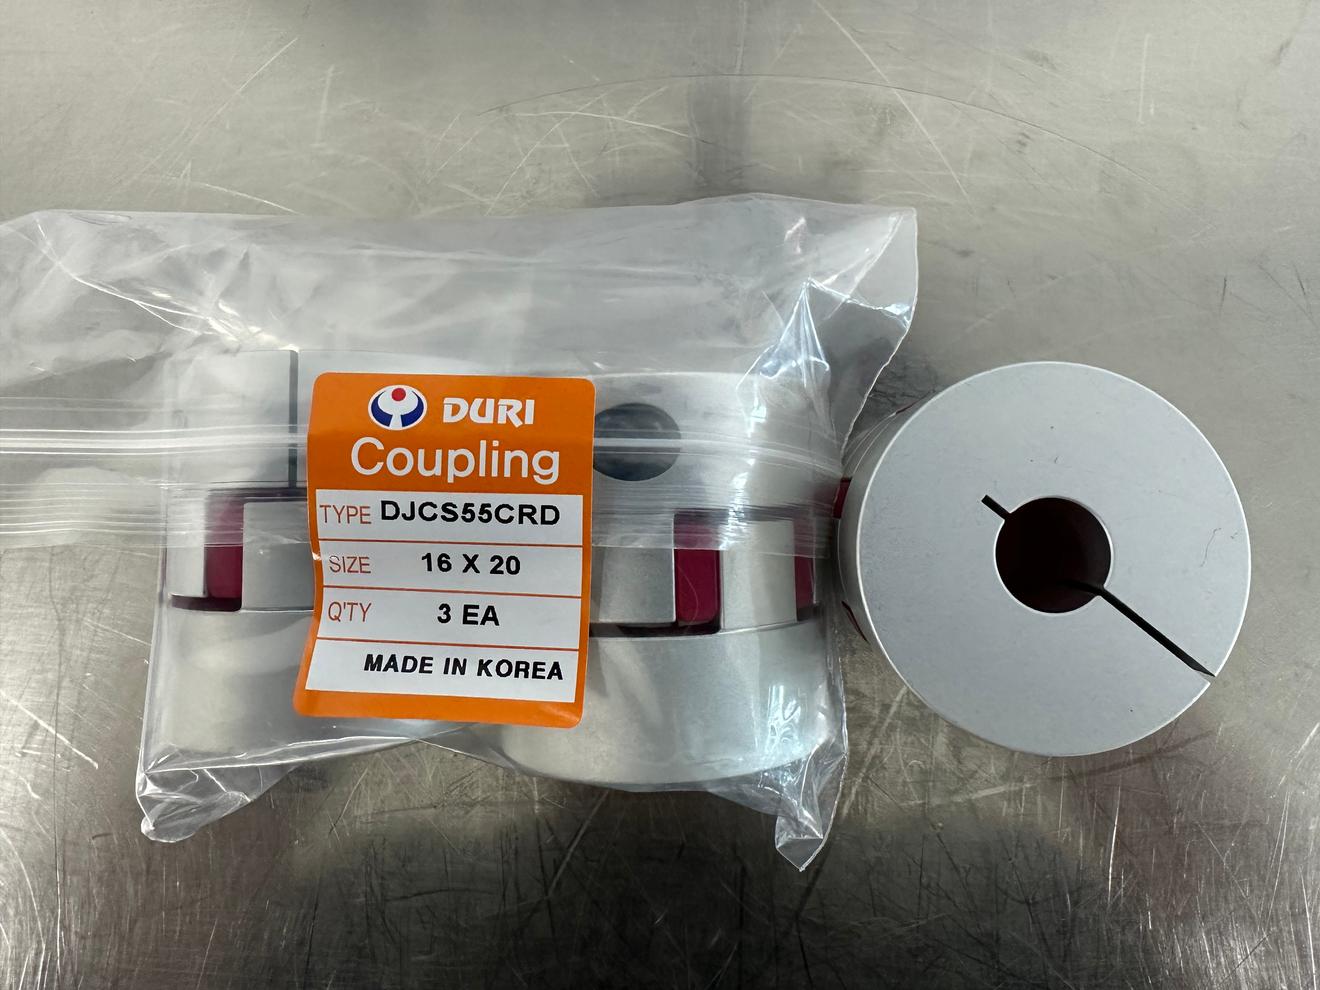 DURI
Coupling
TYPE DJCS55CRD
SIZE 16 X 20
Q'TY 3 EA
MADE IN KOREA